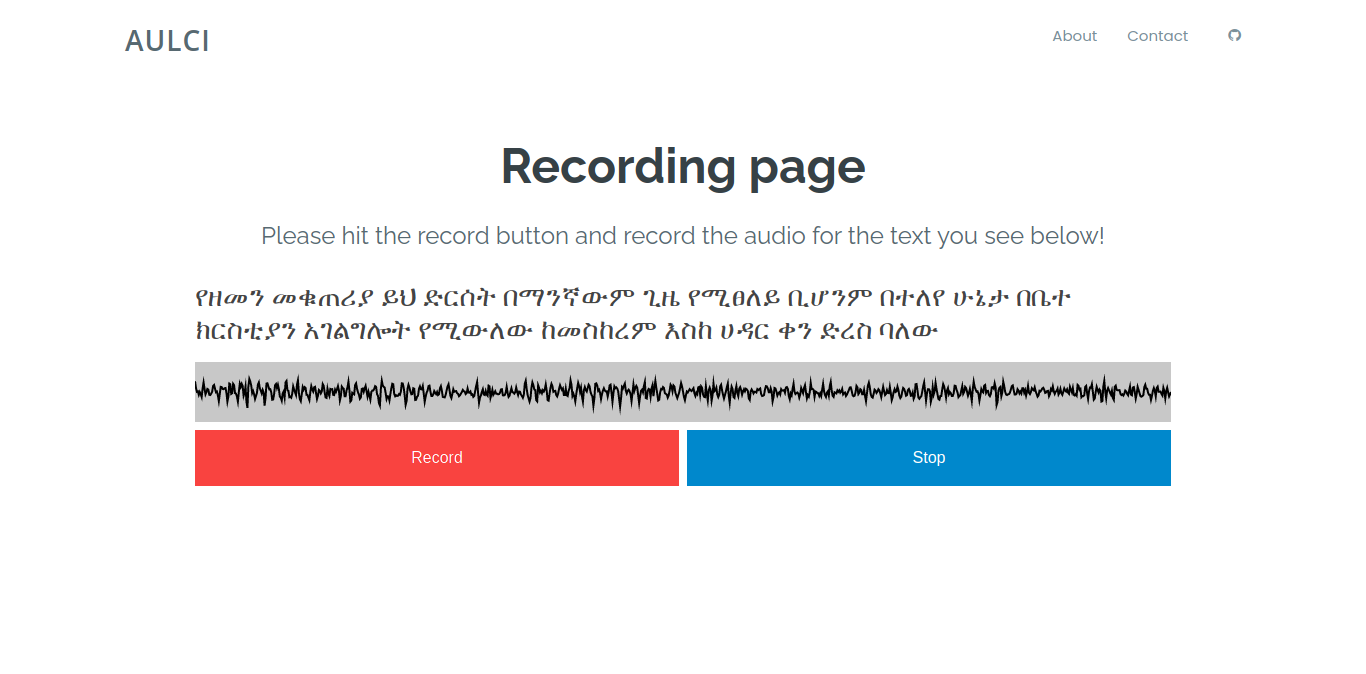 AULCI
About Contact
Recording page
Please hit the record button and record the audio for the text you see below!
የዘመን መቁጠሪያ ይህ ድርሰት በማንኛውም ጊዜ የሚፀለይ ቢሆንም በተለየ ሁኔታ በቤተ
ክርስቲያን አገልግሎት የሚውለው ከመስከረም እስከ ሀዳር ቀን ድረስ ባለው
Record Stop